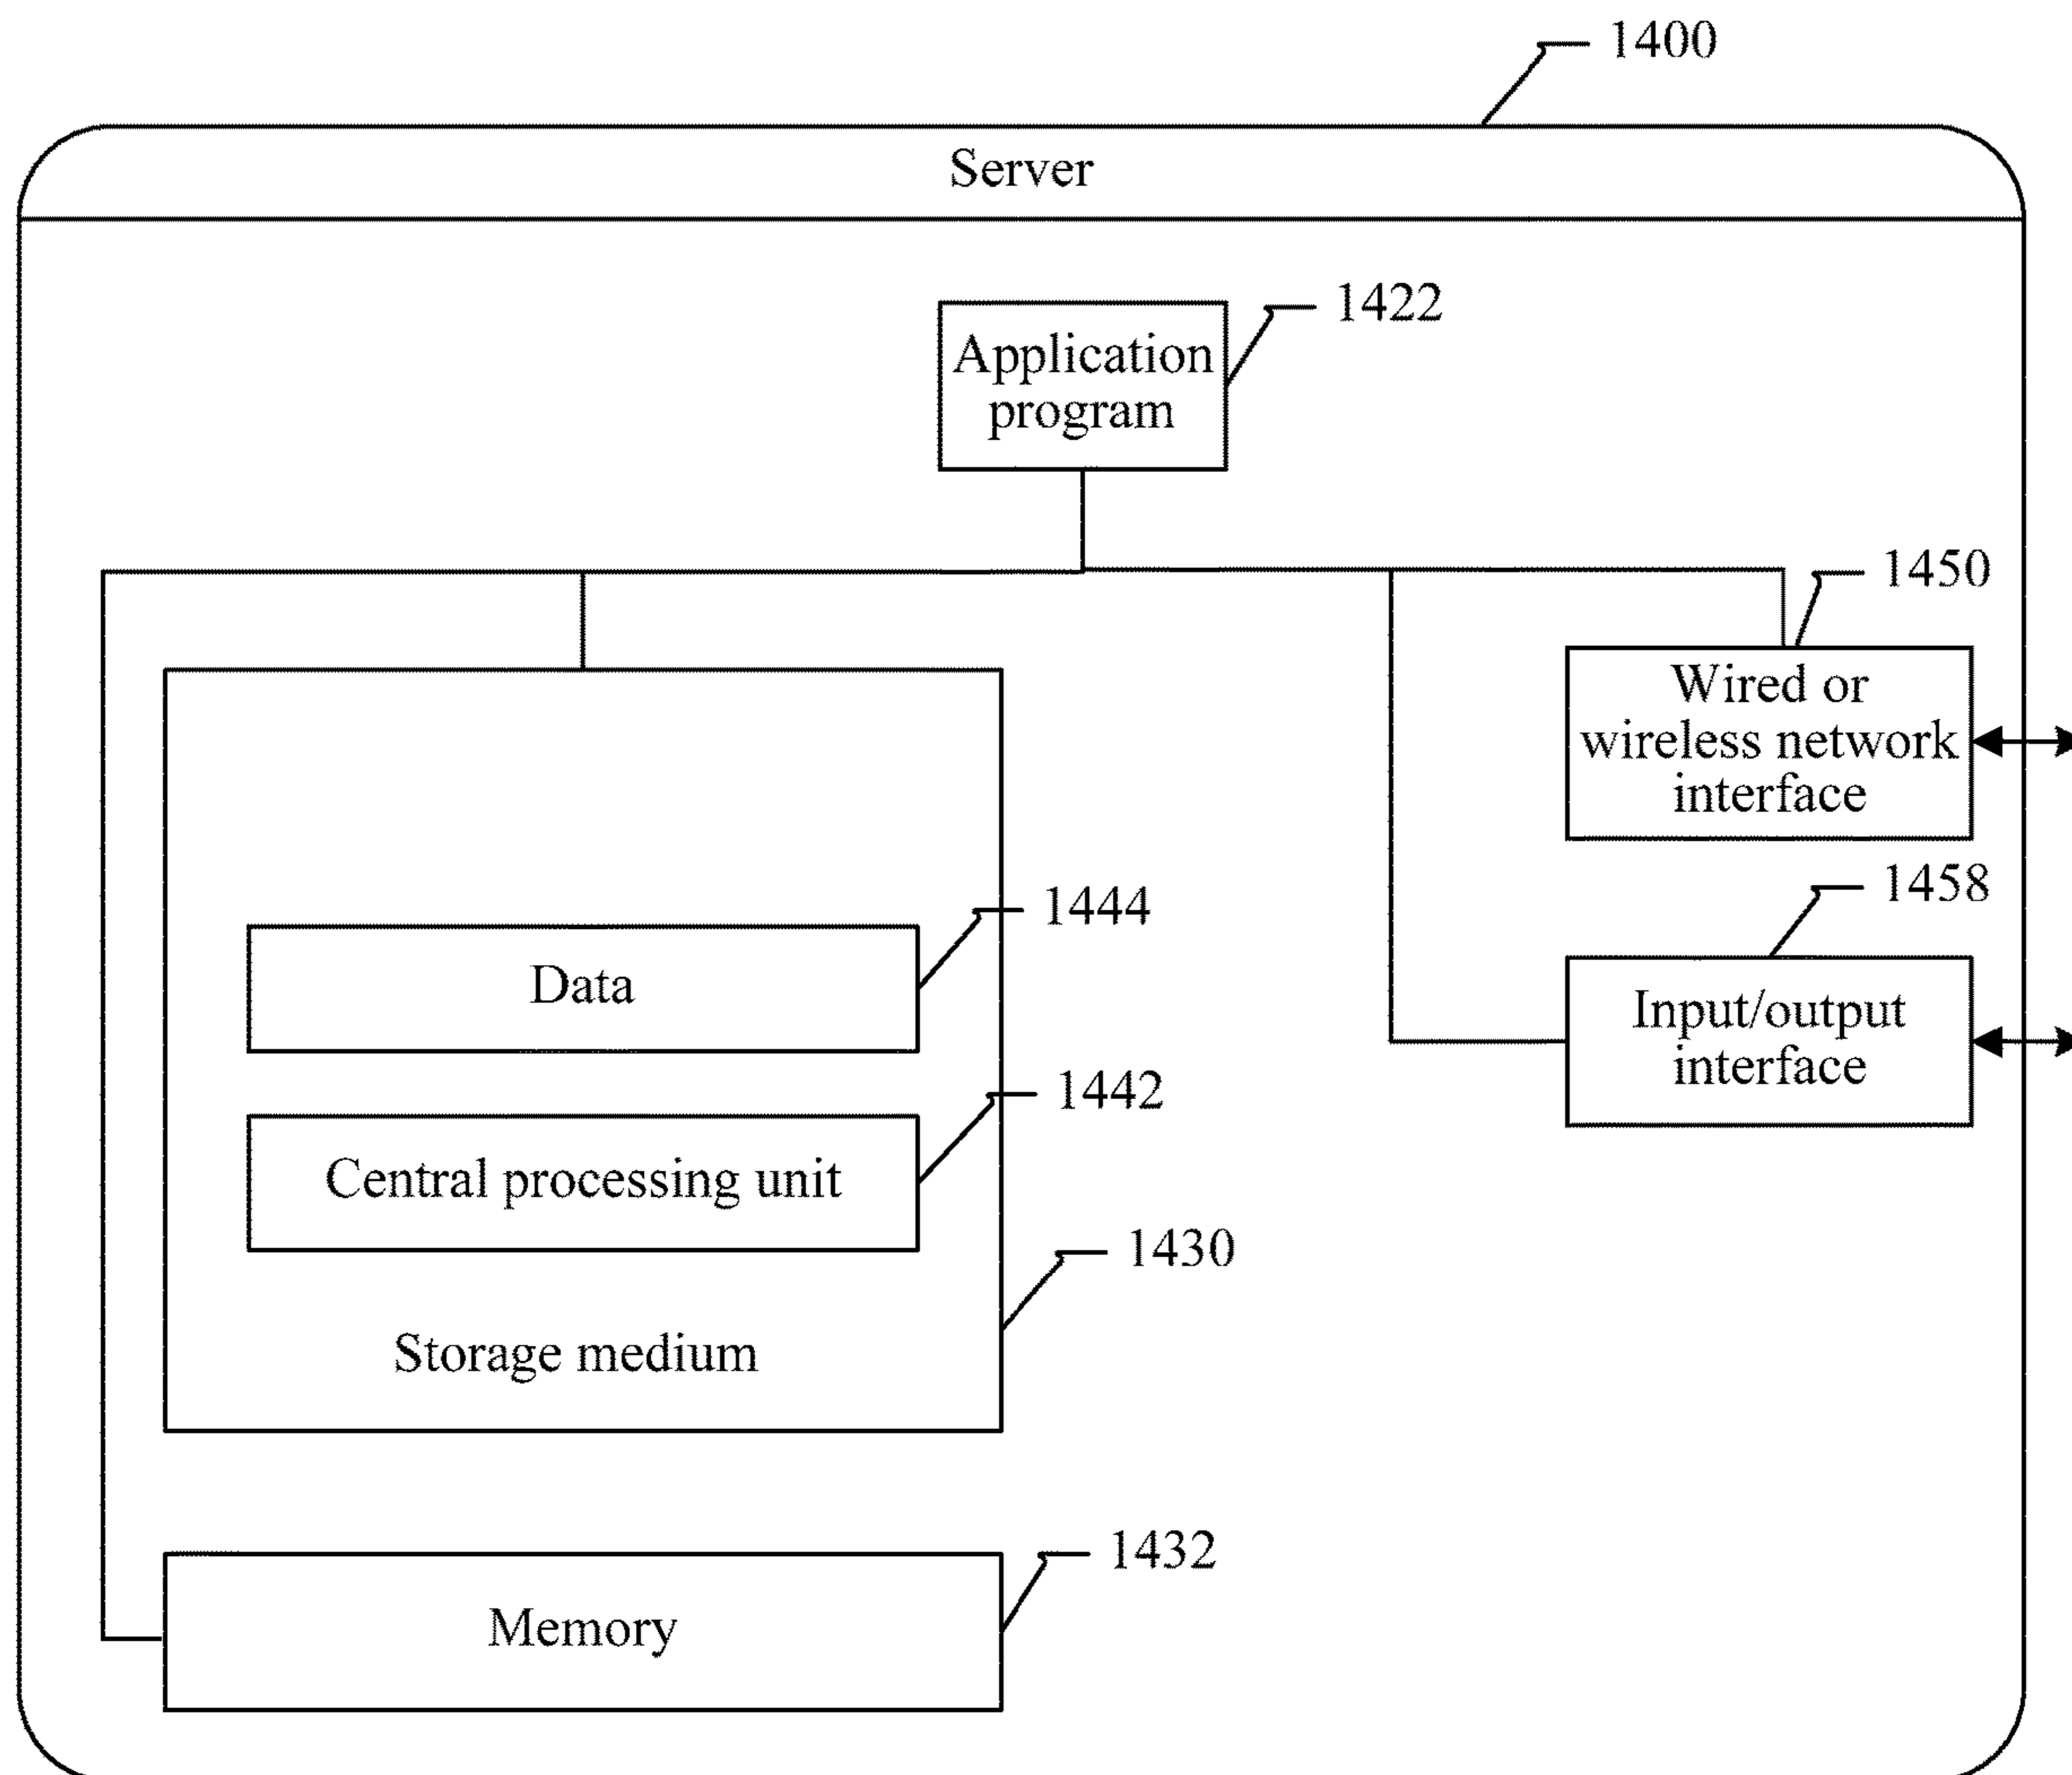 1400
Server
1422
Application
program
1450
Wired or
wireless network
interface
1444
Data
1458
Input/output
interface
1442
Central processing unit
1430
Storage medium
1432
Memory